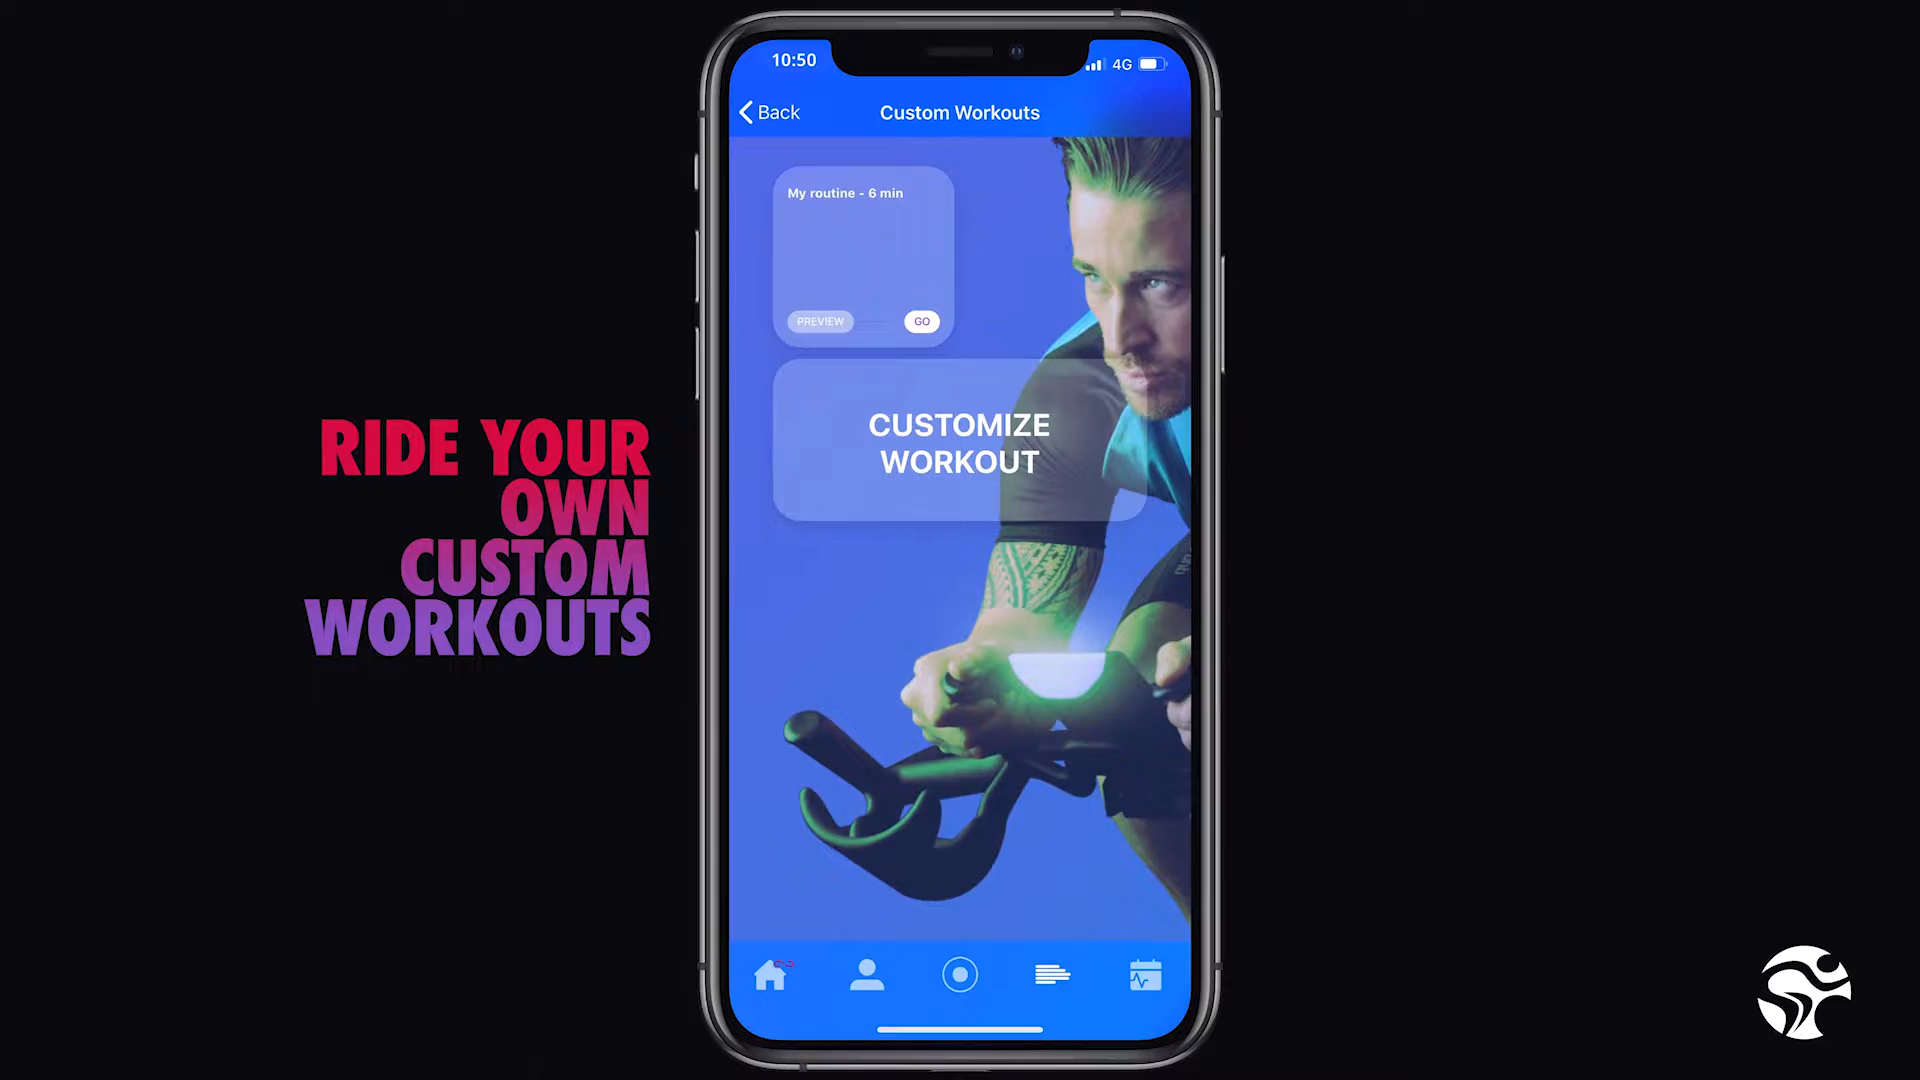 10:50
4G
Back
Custom Workouts
My routine - 6 min
PREVIEW
GO
CUSTOMIZE
WORKOUT
RIDE YOUR
OWN
CUSTOM
WORKOUTS